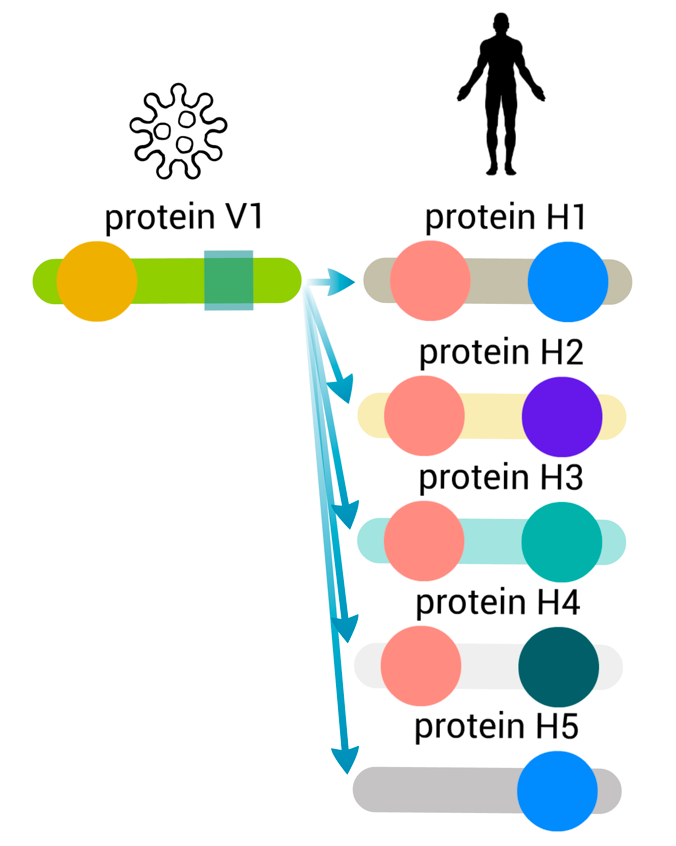 protein V1
protein H1
protein H2
protein H3
protein H4
protein H5